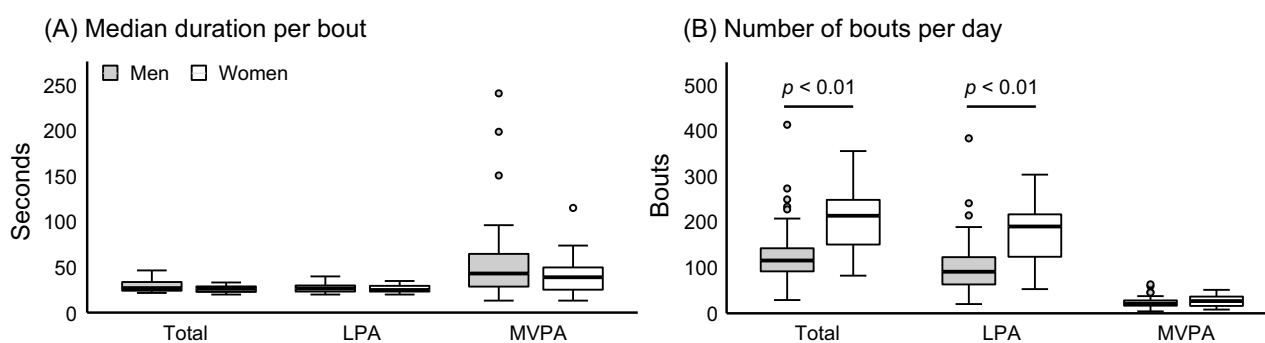 (A) Median duration per bout
Men
Women
Seconds
250
200
150
100
50
0
Total
LPA
MVPA
(B) Number of bouts per day
p < 0.01
p < 0.01
Bouts
500
400
300
200
100
0
Total
LPA
MVPA